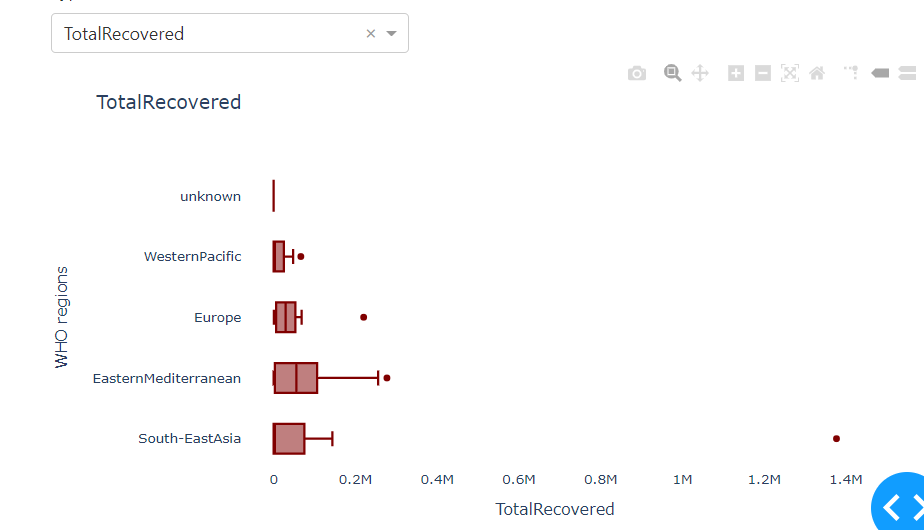 TotalRecovered
TotalRecovered
unknown
WesternPacific
Europe
EasternMediterranean
South-EastAsia
WHO regions
0 0.2M 0.4M 0.6M 0.8M 1M 1.2M 1.4M
TotalRecovered